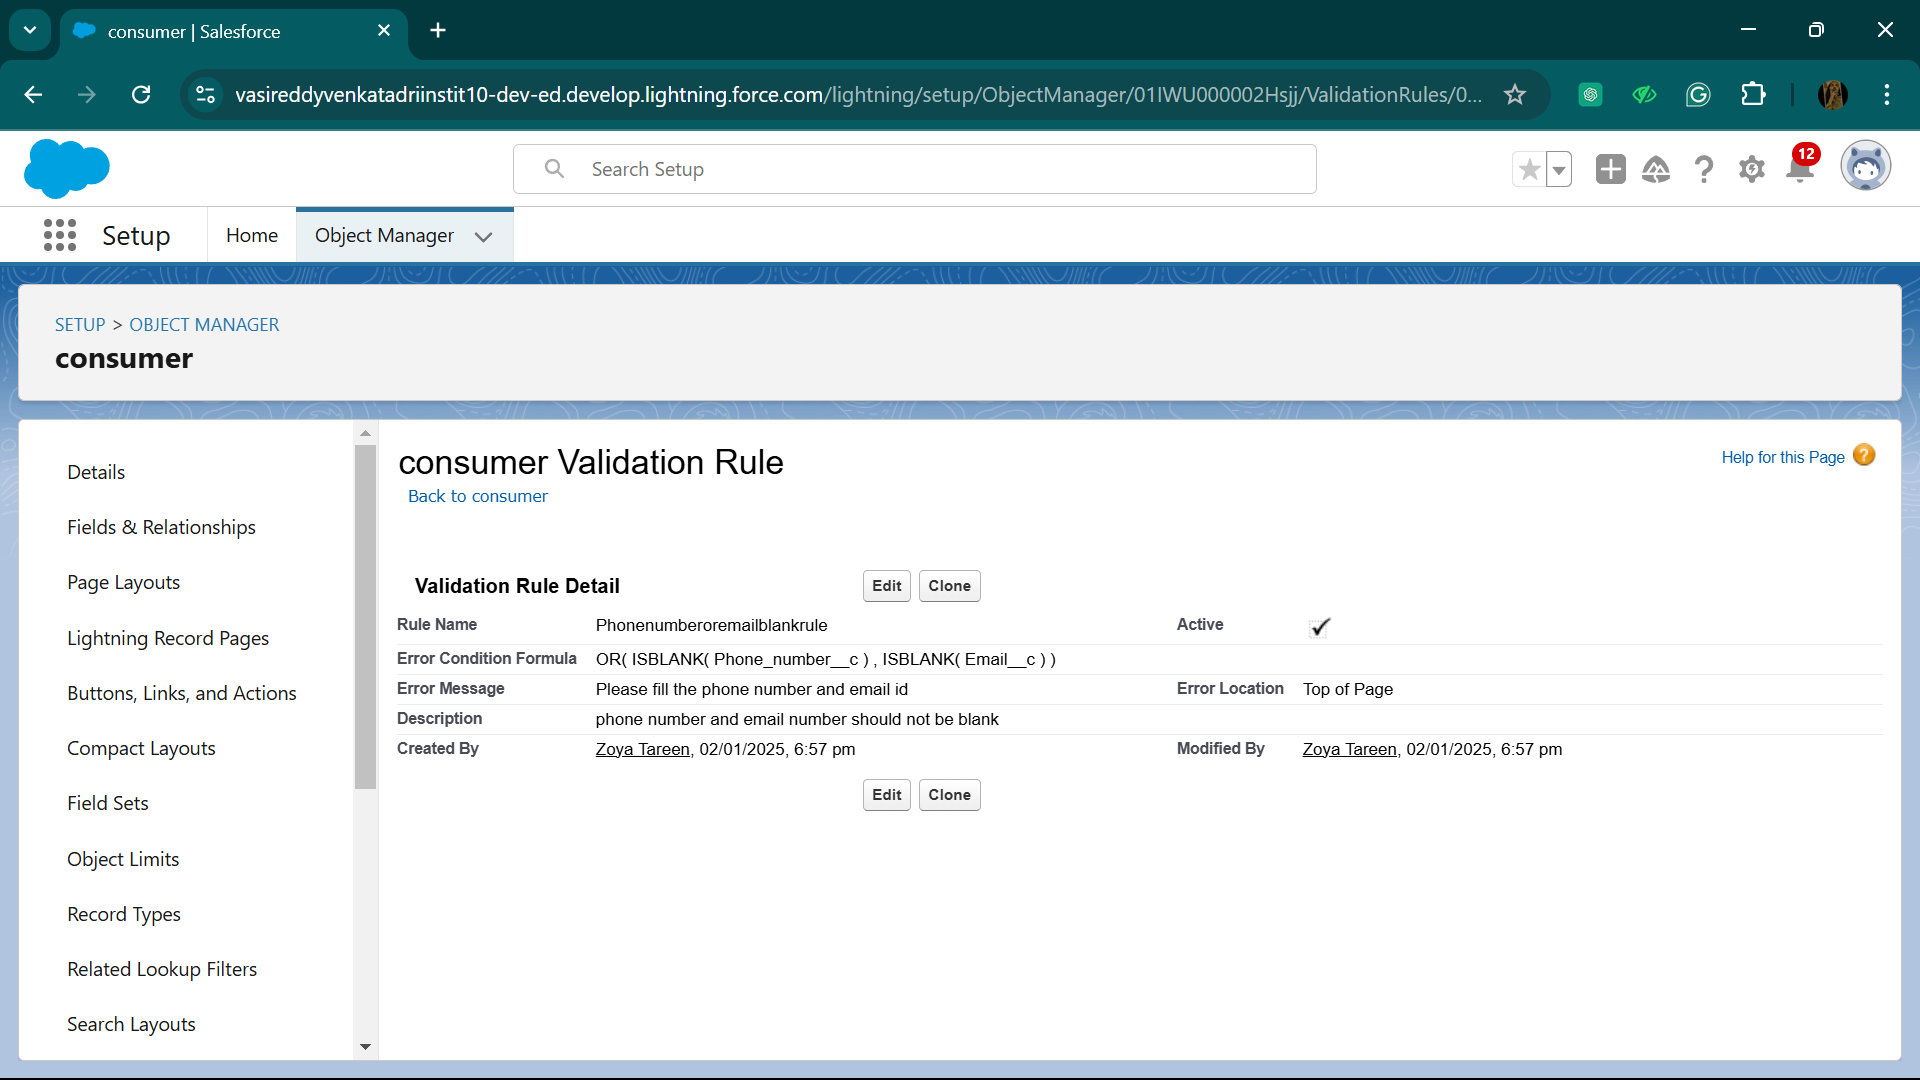 consumer | Salesforce
vasireddyvenkatadriinstit10-dev-ed.develop.lightning.force.com/lightning/setup/ObjectManager/01IWU000002Hsjj/ValidationRules/0...
Search Setup
12
Setup
Home
Object Manager
SETUP > OBJECT MANAGER
consumer
Details
Fields & Relationships
Page Layouts
Lightning Record Pages
Buttons, Links, and Actions
Compact Layouts
Field Sets
Object Limits
Record Types
Related Lookup Filters
Search Layouts
consumer Validation Rule
Help for this Page ?
Back to consumer
Validation Rule Detail
Edit Clone
Rule Name Phonenumberoremailblankrule Active
Error Condition Formula OR( ISBLANK( Phone_number__c ) , ISBLANK( Email__c ) )
Error Message Please fill the phone number and email id Error Location Top of Page
Description phone number and email number should not be blank
Created By Zoya Tareen, 02/01/2025, 6:57 pm Modified By Zoya Tareen, 02/01/2025, 6:57 pm
Edit Clone